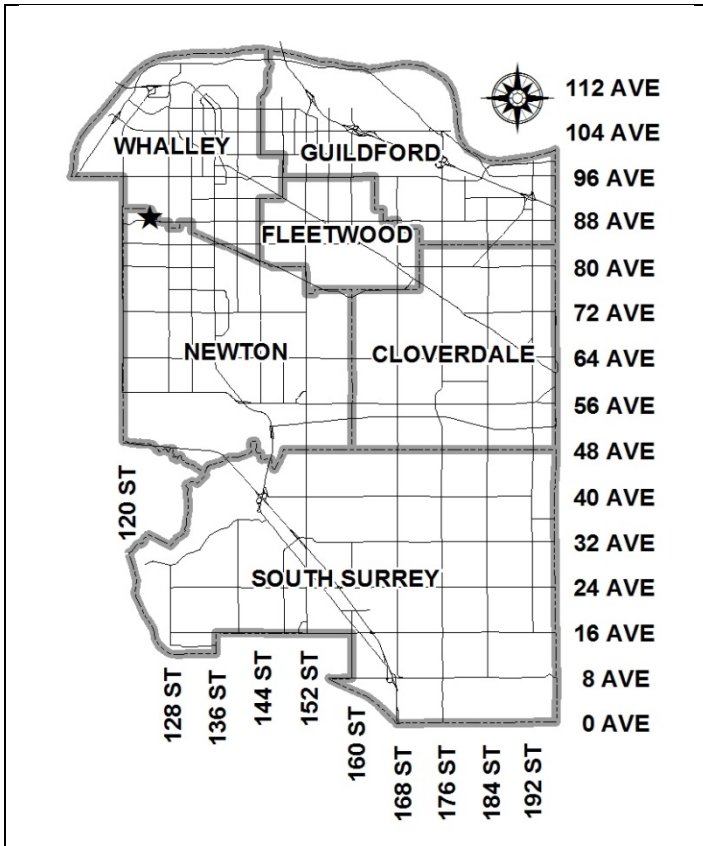 112 AVE
104 AVE
WHALLEY
GUILDFORD
96 AVE
88 AVE
FLEETWOOD
80 AVE
72 AVE
NEWTON
CLOVERDALE
64 AVE
56 AVE
48 AVE
120 ST
40 AVE
32 AVE
SOUTH SURREY
24 AVE
16 AVE
128 ST
136 ST
144 ST
152 ST
160 ST
8 AVE
0 AVE
168 ST
176 ST
184 ST
192 ST